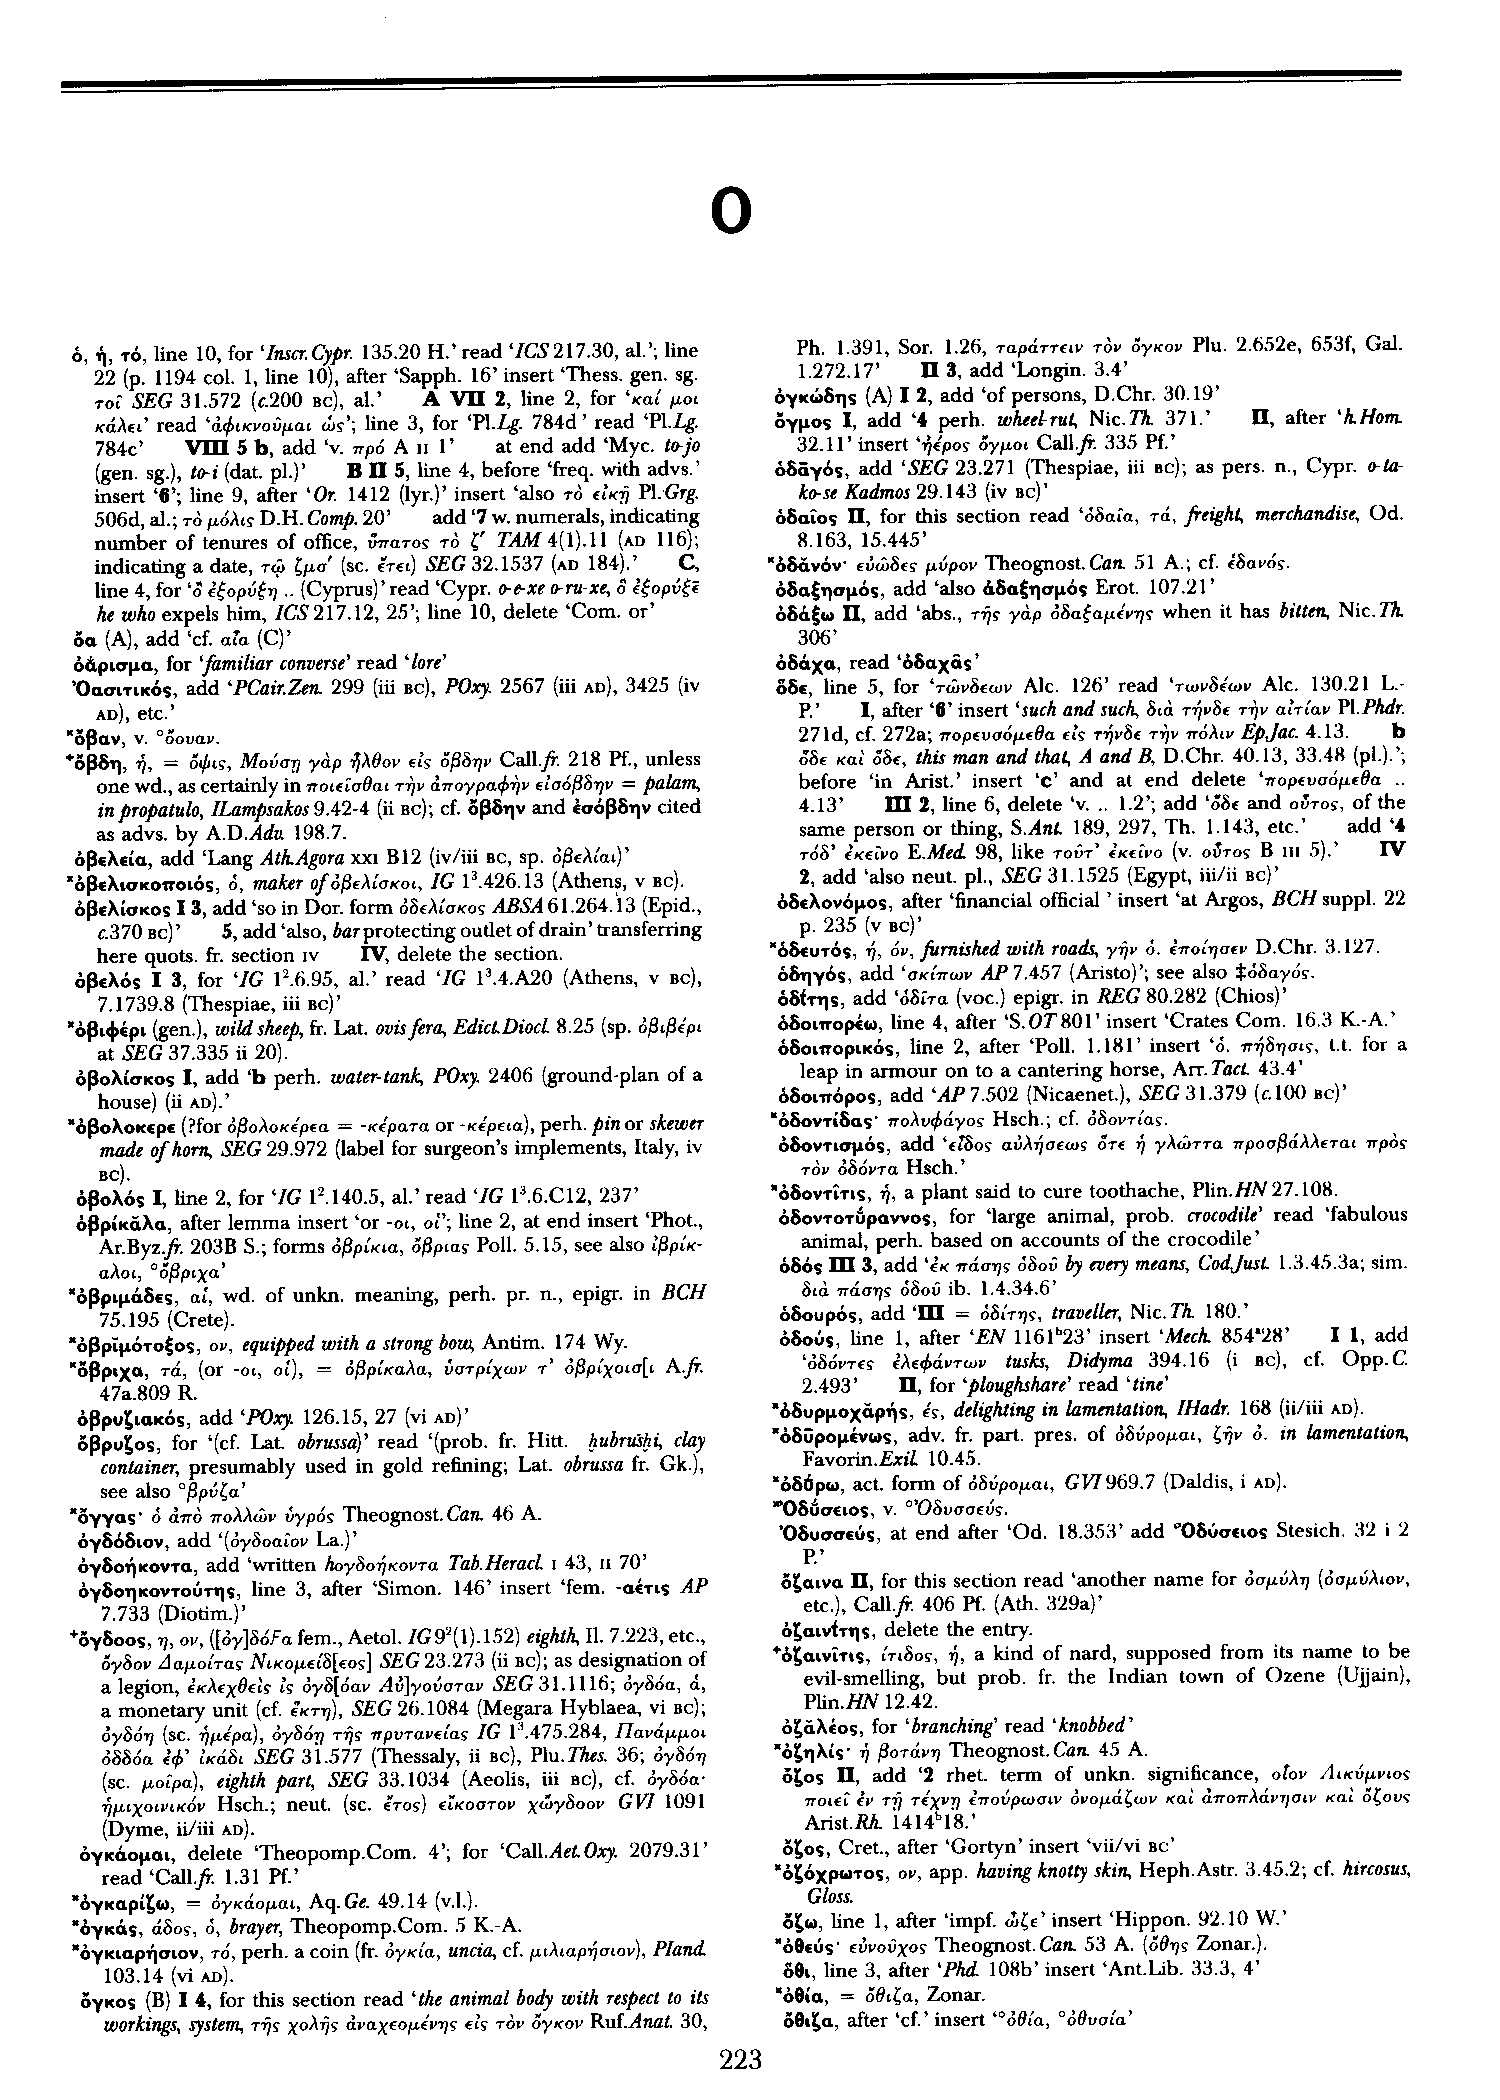 Ο
ὁ, ἡ, τό, line 10, for ‘Inscr.Cypr. 135.20 H.’ read ‘ICS 217.30, al.’; line
22 (p. 1194 col. 1, line 10), after ‘Sapph. 16’ insert ‘Thess. gen. sg.
τοῖ SEG 31.572 (c.200 BC), al.’ A VII 2, line 2, for ‘καί μοι
κάλει’ read ‘ἀφικνοῦμαι ὡς’; line 3, for ‘Pl.Lg. 784d’ read ‘Pl.Lg.
784c’ VIII 5 b, add ‘v. πρό A II 1’ at end add ‘Myc. to-jo
(gen. sg.), to-i (dat. pl.)’ B II 5, line 4, before ‘freq. with advs.’
insert ‘6’; line 9, after ‘Or. 1412 (lyr.)’ insert ‘also τὸ εἰκῇ Pl.Grg.
506d, al.; τὸ μόλις D.H.Comp. 20’ add ‘7 w. numerals, indicating
number of tenures of office, ὕπατος τὸ ζ′ TAM 4(1).11 (AD 116);
indicating a date, τῷ ζμσ′ (sc. ἔτει) SEG 32.1537 (AD 184).’ C,
line 4, for ‘ὃ ἐξορύξη .. (Cyprus)’ read ‘Cypr. o-e-xe o-ru-xe, ὃ ἐξορύξē
he who expels him, ICS 217.12, 25’; line 10, delete ‘Com. or’
ὄα (A), add ‘cf. αἴα (C)’
ὀάρισμα, for ‘familiar converse’ read ‘lore’
Ὀασιτικός, add ‘PCair.Zen. 299 (iii BC), POxy. 2567 (iii AD), 3425 (iv
AD), etc.’
*ὄβαν, v. °ὄουαν.
⁺ὄβδη, ἡ, = ὄψις, Μούσῃ γὰρ ἦλθον εἰς ὄβδην Call.fr. 218 Pf., unless
one wd., as certainly in ποιεῖσθαι τὴν ἀπογραφὴν εἰσόβδην = palam,
in propatulo, ILampsakos 9.42-4 (ii BC); cf. ὄβδην and ἐσόβδην cited
as advs. by A.D.Adv. 198.7.
ὀβελεία, add ‘Lang Ath.Agora XXI B12 (iv/iii BC, sp. ὀβελίαι)’
*ὀβελισκοποιός, ὁ, maker of ὀβελίσκοι, IG 1³.426.13 (Athens, v BC).
ὀβελίσκος I 3, add ‘so in Dor. form ὀδελίσκος ABSA 61.264.13 (Epid.,
c.370 BC)’ 5, add ‘also, bar protecting outlet of drain’ transferring
here quots. fr. section IV IV, delete the section.
ὀβελός I 3, for ‘IG 1².6.95, al.’ read ‘IG 1³.4.A20 (Athens, v BC),
7.1739.8 (Thespiae, iii BC)’
*ὀβιφέρι (gen.), wild sheep, fr. Lat. ovis fera, Edict.Diocl. 8.25 (sp. ὀβιβέρι
at SEG 37.335 ii 20).
ὀβολίσκος I, add ‘b perh. water-tank, POxy. 2406 (ground-plan of a
house) (ii AD).’
*ὀβολοκερε (?for ὀβολοκέρεα = -κέρατα or -κέρεια), perh. pin or skewer
made of horn, SEG 29.972 (label for surgeon’s implements, Italy, iv
BC).
ὀβολός I, line 2, for ‘IG 1².140.5, al.’ read ‘IG 1³.6.C12, 237’
ὀβρίκᾰλα, after lemma insert ‘or -οι, οἱ’; line 2, at end insert ‘Phot.,
Ar.Byz.fr. 203B S.; forms ὀβρίκια, ὄβριας Poll. 5.15, see also ἰβρίκ-
αλοι, °ὄβριχα’
*ὀβριμάδες, αἱ, wd. of unkn. meaning, perh. pr. n., epigr. in BCH
75.195 (Crete).
*ὀβρῐμότοξος, ον, equipped with a strong bow, Antim. 174 Wy.
*ὄβριχα, τά, (or -οι, οἱ), = ὀβρίκαλα, ὑστρίχων τ’ ὀβρίχοισ[ι A.fr.
47a.809 R.
ὀβρυζιακός, add ‘POxy. 126.15, 27 (vi AD)’
ὄβρυζος, for ‘(cf. Lat. obrussa)’ read ‘(prob. fr. Hitt. ḫubrušḫi, clay
container, presumably used in gold refining; Lat. obrussa fr. Gk.),
see also °βρύζα’
*ὄγγας· ὁ ἀπὸ πολλῶν ὑγρός Theognost.Can. 46 A.
ὀγδόδιον, add ‘(ὀγδοαῖον La.)’
ὀγδοήκοντα, add ‘written hογδοήκοντα Tab.Heracl. I 43, II 70’
ὀγδοηκοντούτης, line 3, after ‘Simon. 146’ insert ‘fem. -αέτις AP
7.733 (Diotim.)’
⁺ὄγδοος, η, ον, ([ὀγ]δόϝα fem., Aetol. IG 9²(1).152) eighth, Il. 7.223, etc.,
ὄγδον Δαμοίτας Νικομείδ[εος] SEG 23.273 (ii BC); as designation of
a legion, ἐκλεχθεὶς ἰς ὀγδ[όαν Αὐ]γούσταν SEG 31.1116; ὀγδόα, ἁ,
a monetary unit (cf. ἕκτη), SEG 26.1084 (Megara Hyblaea, vi BC);
ὀγδόη (sc. ἡμέρα), ὀγδόῃ τῆς πρυτανείας IG 1³.475.284, Πανάμμοι
ὀδδόα ἐφ’ ἰκάδι SEG 31.577 (Thessaly, ii BC), Plu.Thes. 36; ὀγδόη
(sc. μοῖρα), eighth part, SEG 33.1034 (Aeolis, iii BC), cf. ὀγδόα·
ἡμιχοινικόν Hsch.; neut. (sc. ἔτος) εἴκοστον χὤγδοον GVI 1091
(Dyme, ii/iii AD).
ὀγκάομαι, delete ‘Theopomp.Com. 4’; for ‘Call.Aet.Oxy. 2079.31’
read ‘Call.fr. 1.31 Pf.’
*ὀγκαρίζω, = ὀγκάομαι, Aq.Ge. 49.14 (v.l.).
*ὀγκάς, άδος, ὁ, brayer, Theopomp.Com. 5 K.-A.
*ὀγκιαρήσιον, τό, perh. a coin (fr. ὀγκία, uncia, cf. μιλιαρήσιον), PIand.
103.14 (vi AD).
ὄγκος (B) I 4, for this section read ‘the animal body with respect to its
workings, system, τῆς χολῆς ἀναχεομένης εἰς τὸν ὄγκον Ruf.Anat. 30,
Ph. 1.391, Sor. 1.26, ταράττειν τὸν ὄγκον Plu. 2.652e, 653f, Gal.
1.272.17’ II 3, add ‘Longin. 3.4’
ὀγκώδης (A) I 2, add ‘of persons, D.Chr. 30.19’
ὄγμος I, add ‘4 perh. wheel-rut, Nic.Th. 371.’ II, after ‘h.Hom.
32.11’ insert ‘ἠέρος ὄγμοι Call.fr. 335 Pf.’
ὁδᾱγός, add ‘SEG 23.271 (Thespiae, iii BC); as pers. n., Cypr. o-ta-
ko-se Kadmos 29.143 (iv BC)’
ὁδαῖος II, for this section read ‘ὁδαῖα, τά, freight, merchandise, Od.
8.163, 15.445’
*ὀδᾰνόν· εὐῶδες μύρον Theognost.Can. 51 A.; cf. ἐδανός.
ὀδαξησμός, add ‘also ἀδαξησμός Erot. 107.21’
ὀδάξω II, add ‘abs., τῆς γὰρ ὀδαξαμένης when it has bitten, Nic.Th.
306’
ὀδάχα, read ‘ὀδαχᾶς’
ὅδε, line 5, for ‘τῶνδεων Alc. 126’ read ‘τωνδέων Alc. 130.21 L.-
P.’ I, after ‘6’ insert ‘such and such, διὰ τήνδε τὴν αἰτίαν Pl.Phdr.
271d, cf. 272a; πορευσόμεθα εἰς τήνδε τὴν πόλιν Ep.Jac. 4.13. b
ὅδε καὶ ὅδε, this man and that, A and B, D.Chr. 40.13, 33.48 (pl.).’;
before ‘in Arist.’ insert ‘c’ and at end delete ‘πορευσόμεθα ..
4.13’ III 2, line 6, delete ‘v. .. 1.2’; add ‘ὅδε and οὗτος, of the
same person or thing, S.Ant. 189, 297, Th. 1.143, etc.’ add ‘4
τόδ’ ἐκεῖνο E.Med. 98, like τοῦτ’ ἐκεῖνο (v. οὗτος B III 5).’ IV
2, add ‘also neut. pl., SEG 31.1525 (Egypt, iii/ii BC)’
ὀδελονόμος, after ‘financial official’ insert ‘at Argos, BCH suppl. 22
p. 235 (v BC)’
*ὁδευτός, ή, όν, furnished with roads, γῆν ὁ. ἐποίησεν D.Chr. 3.127.
ὁδηγός, add ‘σκίπων AP 7.457 (Aristo)’; see also ‡ὁδαγός.
ὁδίτης, add ‘ὁδῖτα (voc.) epigr. in REG 80.282 (Chios)’
ὁδοιπορέω, line 4, after ‘S.OT 801’ insert ‘Crates Com. 16.3 K.-A.’
ὁδοιπορικός, line 2, after ‘Poll. 1.181’ insert ‘ὁ. πήδησις, t.t. for a
leap in armour on to a cantering horse, Arr.Tact. 43.4’
ὁδοιπόρος, add ‘AP 7.502 (Nicaenet.), SEG 31.379 (c.100 BC)’
*ὀδοντίδας· πολυφάγος Hsch.; cf. ὀδοντίας.
ὀδοντισμός, add ‘εἶδος αὐλήσεως ὅτε ἡ γλῶττα προσβάλλεται πρὸς
τὸν ὀδόντα Hsch.’
*ὀδοντῖτις, ἡ, a plant said to cure toothache, Plin.HN 27.108.
ὀδοντοτύραννος, for ‘large animal, prob. crocodile’ read ‘fabulous
animal, perh. based on accounts of the crocodile’
ὁδός III 3, add ‘ἐκ πάσης ὁδοῦ by every means, Cod.Just. 1.3.45.3a; sim.
διὰ πάσης ὁδοῦ ib. 1.4.34.6’
ὁδουρός, add ‘III = ὁδίτης, traveller, Nic.Th. 180.’
ὀδούς, line 1, after ‘EN 1161ᵇ23’ insert ‘Mech. 854ᵃ28’ I 1, add
‘ὀδόντες ἐλεφάντων tusks, Didyma 394.16 (i BC), cf. Opp.C.
2.493’ II, for ‘ploughshare’ read ‘tine’
*ὀδυρμοχᾰρής, ές, delighting in lamentation, IHadr. 168 (ii/iii AD).
*ὀδῡρομένως, adv. fr. part. pres. of ὀδύρομαι, ζῆν ὀ. in lamentation,
Favorin.Exil. 10.45.
*ὀδύρω, act. form of ὀδύρομαι, GVI 969.7 (Daldis, i AD).
*Ὀδύσειος, v. °Ὀδυσσεύς.
Ὀδυσσεύς, at end after ‘Od. 18.353’ add *Ὀδύσειος Stesich. 32 i 2
P.’
ὄζαινα II, for this section read ‘another name for ὀσμύλη (ὀσμύλιον,
etc.), Call.fr. 406 Pf. (Ath. 329a)’
ὀζαινίτης, delete the entry.
⁺ὀζαινῖτις, ίτιδος, ἡ, a kind of nard, supposed from its name to be
evil-smelling, but prob. fr. the Indian town of Ozene (Ujjain),
Plin.HN 12.42.
ὀζᾰλέος, for ‘branching’ read ‘knobbed’
*ὀζηλίς· ἡ βοτάνη Theognost.Can. 45 A.
ὄζος II, add ‘2 rhet. term of unkn. significance, οἷον Λικύμνιος
ποιεῖ ἐν τῇ τέχνῃ ἐπούρωσιν ὀνομάζων καὶ ἀποπλάνησιν καὶ ὄζους
Arist.Rh. 1414ᵇ18.’
ὄζος, Cret., after ‘Gortyn’ insert ‘vii/vi BC’
*ὀζόχρωτος, ον, app. having knotty skin, Heph.Astr. 3.45.2; cf. hircosus,
Gloss.
ὄζω, line 1, after ‘impf. ὦζε’ insert ‘Hippon. 92.10 W.’
*ὀθεύς· εὐνοῦχος Theognost.Can. 53 A. (ὄθης Zonar.).
ὅθι, line 3, after ‘Phd. 108b’ insert ‘Ant.Lib. 33.3, 4’
*ὀθία, = ὄθιζα, Zonar.
ὄθιζα, after ‘cf.’ insert ‘°ὀθία, °ὀθυσία’
223